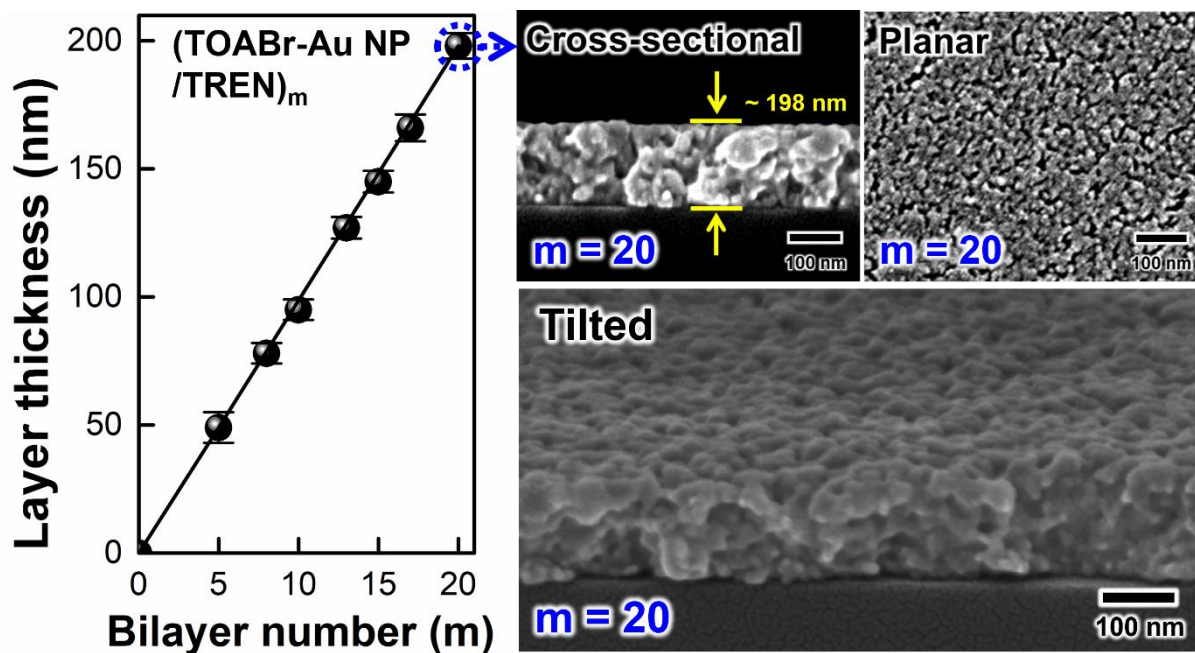 Layer thickness (nm)
200
150
100
50
0
(TOABr-Au NP
/TREN)m
0 5 10 15 20
Bilayer number (m)
Cross-sectional
~ 198 nm
m = 20
100 nm
Planar
m = 20
100 nm
Tilted
m = 20
100 nm